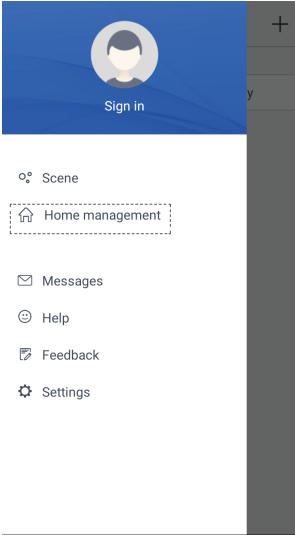 Sign in
y
Scene
Home management
Messages
Help
Feedback
Settings